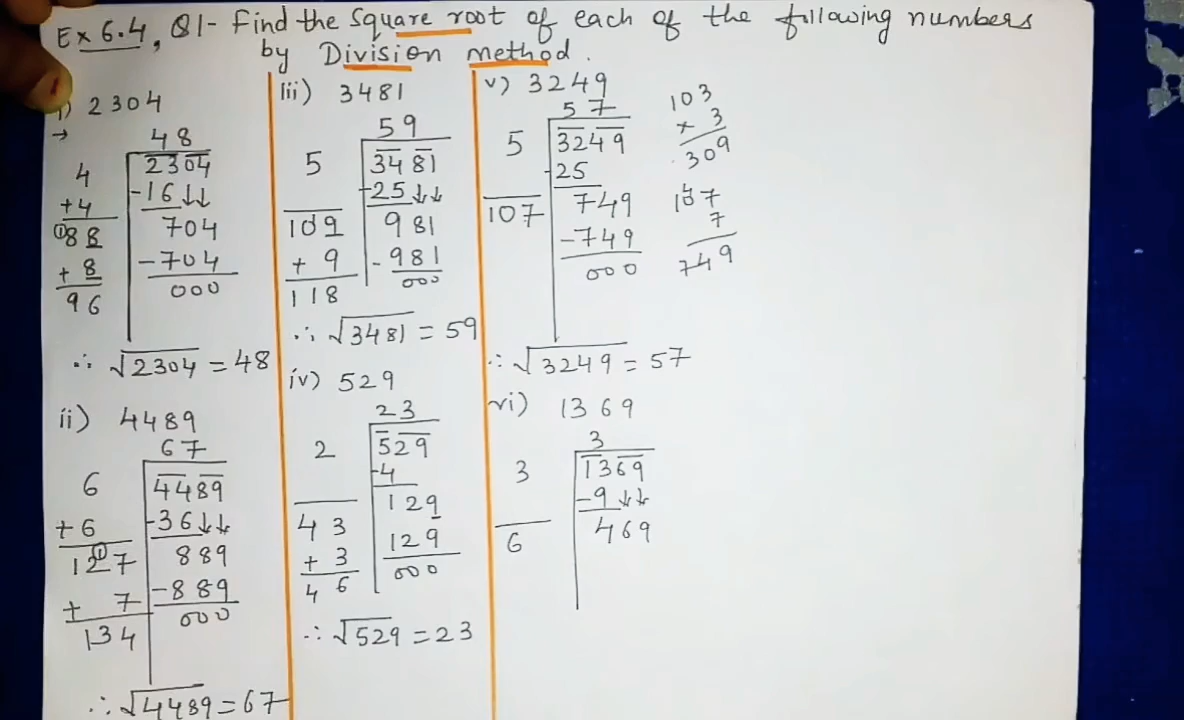 Ex 6.4, Q1- Find the Square root of each of the following numbers
by Division method.
i) 2304
→
48
4 2304
+4 -16↓↓
①88 704
+ 8 -704
96 000
∴ √2304 = 48
ii) 4489
67
6 4489
+6 -36↓↓
12①7 889
+ 7 -889
134 000
∴ √4489 = 67
iii) 3481
59
5 3481
-25↓↓
109 981
+ 9 -981
118 000
∴ √3481 = 59
iv) 529
23
2 529
-4
43 129
+ 3 129
46 000
∴ √529 = 23
v) 3249
57
5 3249
-25
107 749
-749
000
∴ √3249 = 57
103
× 3
309
107
7
749
vi) 1369
3
3 1369
-9↓↓
6 469